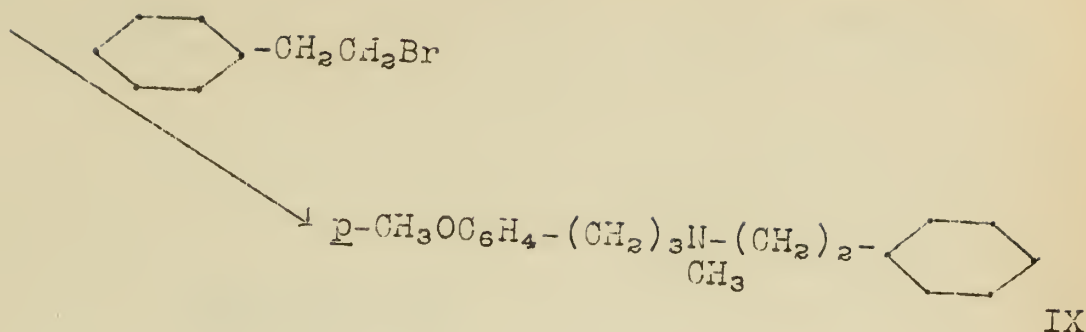 -CH₂CH₂Br
p-CH₃OC₆H₄-(CH₂)₃N-(CH₂)₂-
CH₃
IX